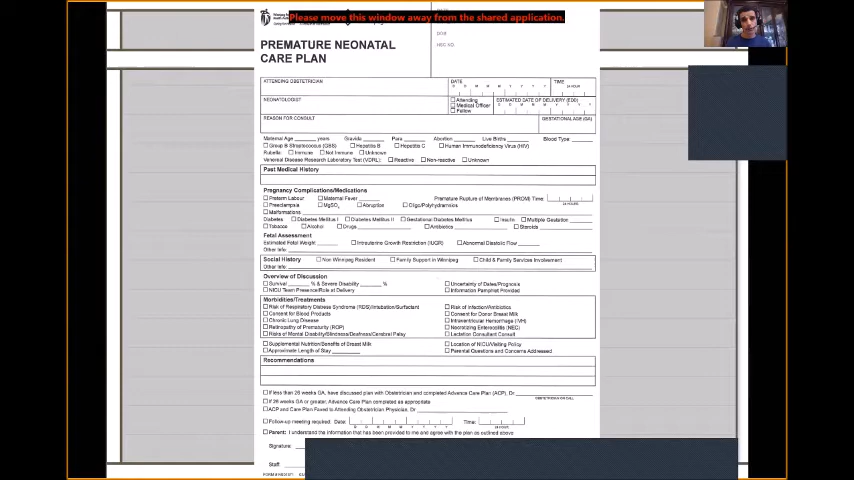 Please move this window away from the shared application.
PREMATURE NEONATAL
CARE PLAN
ATTENDING OBSTETRICIAN
DATE
TIME
24 HOUR
NEONATOLOGIST
Attending
Medical Officer
Fellow
ESTIMATED DATE OF DELIVERY (EDD)
REASON FOR CONSULT
GESTATIONAL AGE (GA)
Maternal Age years Gravida Para Abortion Live Births Blood Type:
Group B Streptococcus (GBS) Hepatitis B Hepatitis C Human Immunodeficiency Virus (HIV)
Rubella: Immune Not Immune Unknown
Venereal Disease Research Laboratory Test (VDRL): Reactive Non-reactive Unknown
Past Medical History
Pregnancy Complications/Medications
Preterm Labour Maternal Fever Premature Rupture of Membranes (PROM) Time:
24 HOURS
Preeclampsia MgSO4 Abruption Oligo/Polyhydramnios
Malformations
Diabetes: Diabetes Mellitus I Diabetes Mellitus II Gestational Diabetes Mellitus Insulin Multiple Gestation
Tobacco Alcohol Drugs Antibiotics Steroids
Fetal Assessment
Estimated Fetal Weight Intrauterine Growth Restriction (IUGR) Abnormal Diastolic Flow
Other Info:
Social History Non Winnipeg Resident Family Support in Winnipeg Child & Family Services Involvement
Other info:
Overview of Discussion
Survival % & Severe Disability % Uncertainty of Dates/Prognosis
NICU Team Presence/Role at Delivery Information Pamphlet Provided
Morbidities/Treatments
Risk of Respiratory Distress Syndrome (RDS)/Intubation/Surfactant Risk of Infection/Antibiotics
Consent for Blood Products Consent for Donor Breast Milk
Chronic Lung Disease Intraventricular Hemorrhage (IVH)
Retinopathy of Prematurity (ROP) Necrotizing Enterocolitis (NEC)
Risks of Mental Disability/Blindness/Deafness/Cerebral Palsy Lactation Consultant Consult
Supplemental Nutrition/Benefits of Breast Milk Location of NICU/Visiting Policy
Approximate Length of Stay Parental Questions and Concerns Addressed
Recommendations
If less than 26 weeks GA, have discussed plan with Obstetrician and completed Advance Care Plan (ACP), Dr.
OBSTETRICIAN ON CALL
If 26 weeks GA or greater, Advance Care Plan completed as appropriate
ACP and Care Plan Faxed to Attending Obstetrician Physician, Dr.
Follow-up meeting required: Date: Time:
24 HOUR
Parent: I understand the information that has been provided to me and agree with the plan as outlined above
Signature:
Staff: